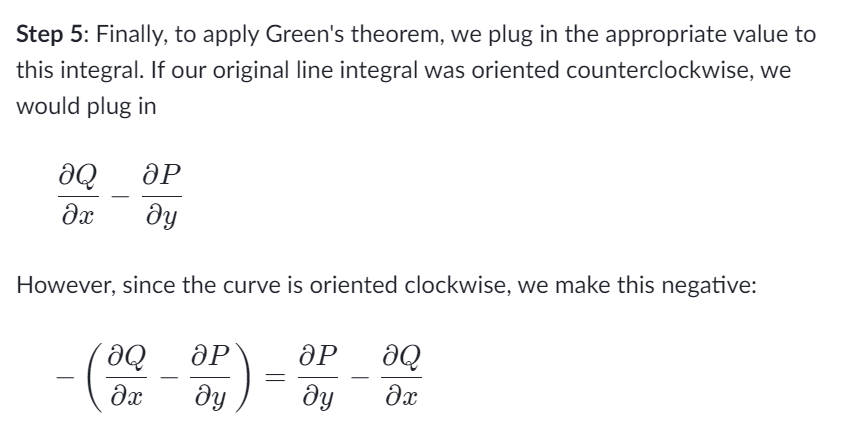 Step 5: Finally, to apply Green's theorem, we plug in the appropriate value to
this integral. If our original line integral was oriented counterclockwise, we
would plug in
∂Q/∂x − ∂P/∂y
However, since the curve is oriented clockwise, we make this negative:
−(∂Q/∂x − ∂P/∂y) = ∂P/∂y − ∂Q/∂x